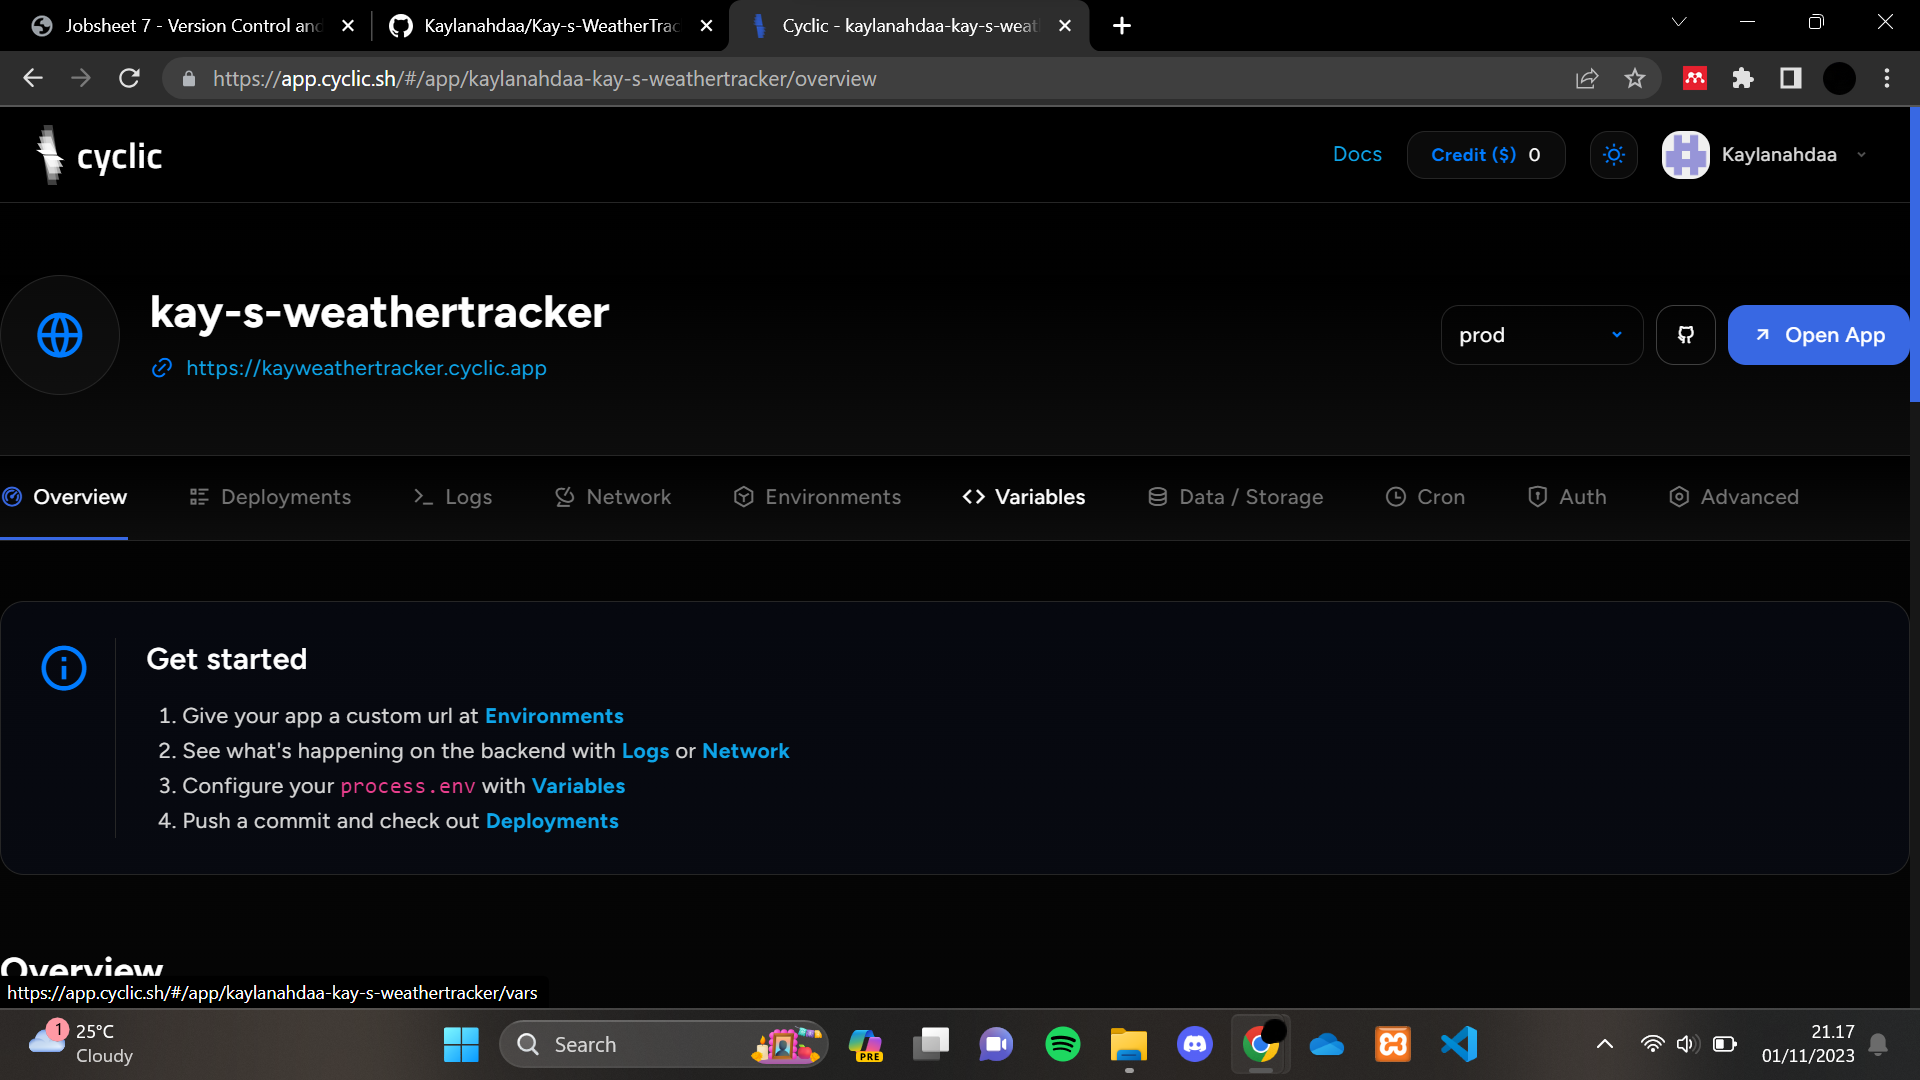 Jobsheet 7 - Version Control and
Kaylanahdaa/Kay-s-WeatherTrac
Cyclic - kaylanahdaa-kay-s-weat
https://app.cyclic.sh/#/app/kaylanahdaa-kay-s-weathertracker/overview
cyclic
Docs
Credit ($) 0
Kaylanahdaa
kay-s-weathertracker
https://kayweathertracker.cyclic.app
prod
Open App
Overview
Deployments
Logs
Network
Environments
Variables
Data / Storage
Cron
Auth
Advanced
Get started
1. Give your app a custom url at Environments
2. See what's happening on the backend with Logs or Network
3. Configure your process.env with Variables
4. Push a commit and check out Deployments
Overview
https://app.cyclic.sh/#/app/kaylanahdaa-kay-s-weathertracker/vars
1
25°C
Cloudy
Search
PRE
21.17
01/11/2023